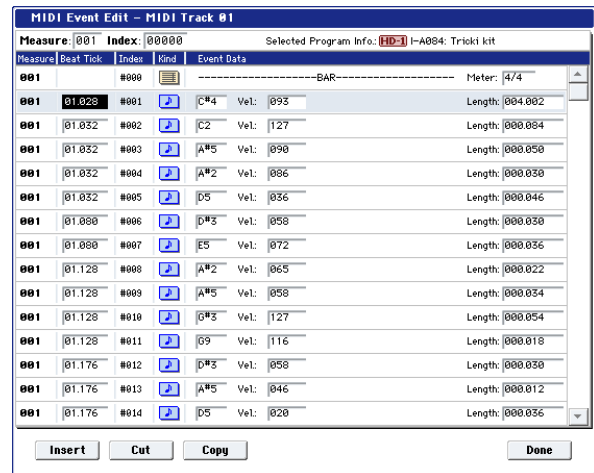 MIDI Event Edit – MIDI Track 01
Measure: 001 Index: 00000 Selected Program Info.: HD-1 I-A084: Tricki kit
Measure Beat Tick Index Kind Event Data
001 #000 --------------------BAR-------------------- Meter: 4/4
001 01.028 #001 C#4 Vel.: 093 Length: 004.002
001 01.032 #002 C2 Vel.: 127 Length: 000.084
001 01.032 #003 A#5 Vel.: 090 Length: 000.050
001 01.032 #004 A#2 Vel.: 086 Length: 000.030
001 01.032 #005 D5 Vel.: 036 Length: 000.046
001 01.080 #006 D#3 Vel.: 058 Length: 000.030
001 01.080 #007 E5 Vel.: 072 Length: 000.036
001 01.128 #008 A#2 Vel.: 065 Length: 000.022
001 01.128 #009 A#5 Vel.: 058 Length: 000.034
001 01.128 #010 G#3 Vel.: 127 Length: 000.054
001 01.128 #011 G9 Vel.: 116 Length: 000.018
001 01.176 #012 D#3 Vel.: 058 Length: 000.030
001 01.176 #013 A#5 Vel.: 046 Length: 000.012
001 01.176 #014 D5 Vel.: 020 Length: 000.036
Insert Cut Copy Done